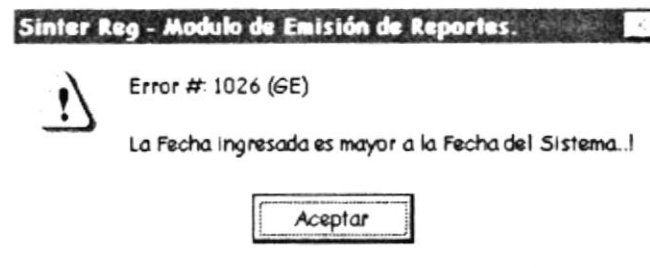 Sinter Reg - Modulo de Emisión de Reportes.
Error #: 1026 (GE)
La Fecha ingresada es mayor a la Fecha del Sistema..!
Aceptar